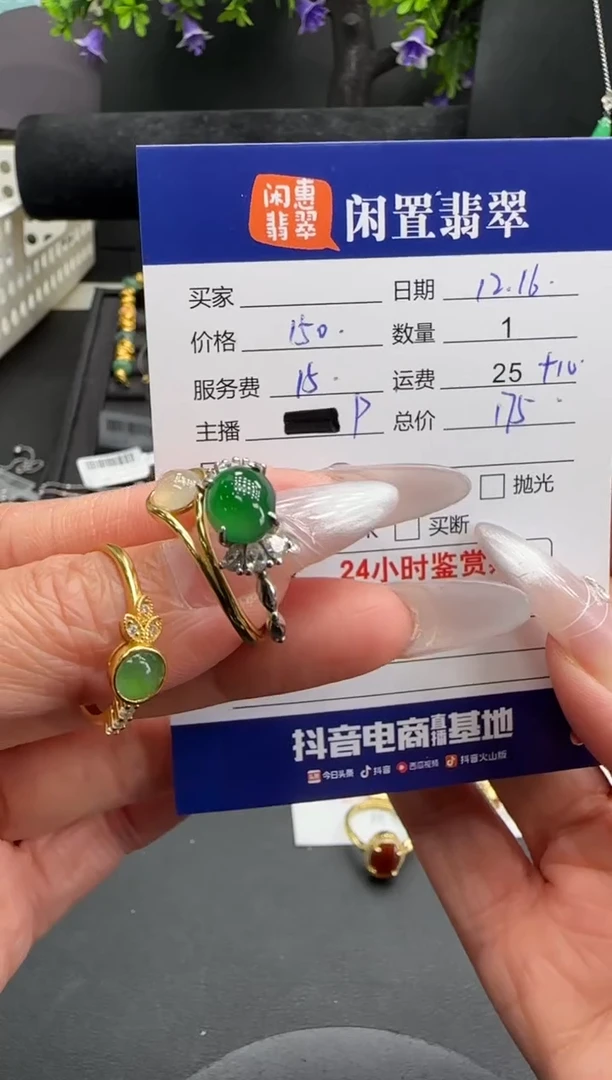 闲惠翡翠 闲置翡翠
买家 日期 12.16.
价格 150. 数量 1
服务费 15. 运费 25 +10.
主播 P 总价 175.
抛光
买断
24小时鉴赏
抖音电商直播基地
今日头条 抖音 西瓜视频 抖音火山版